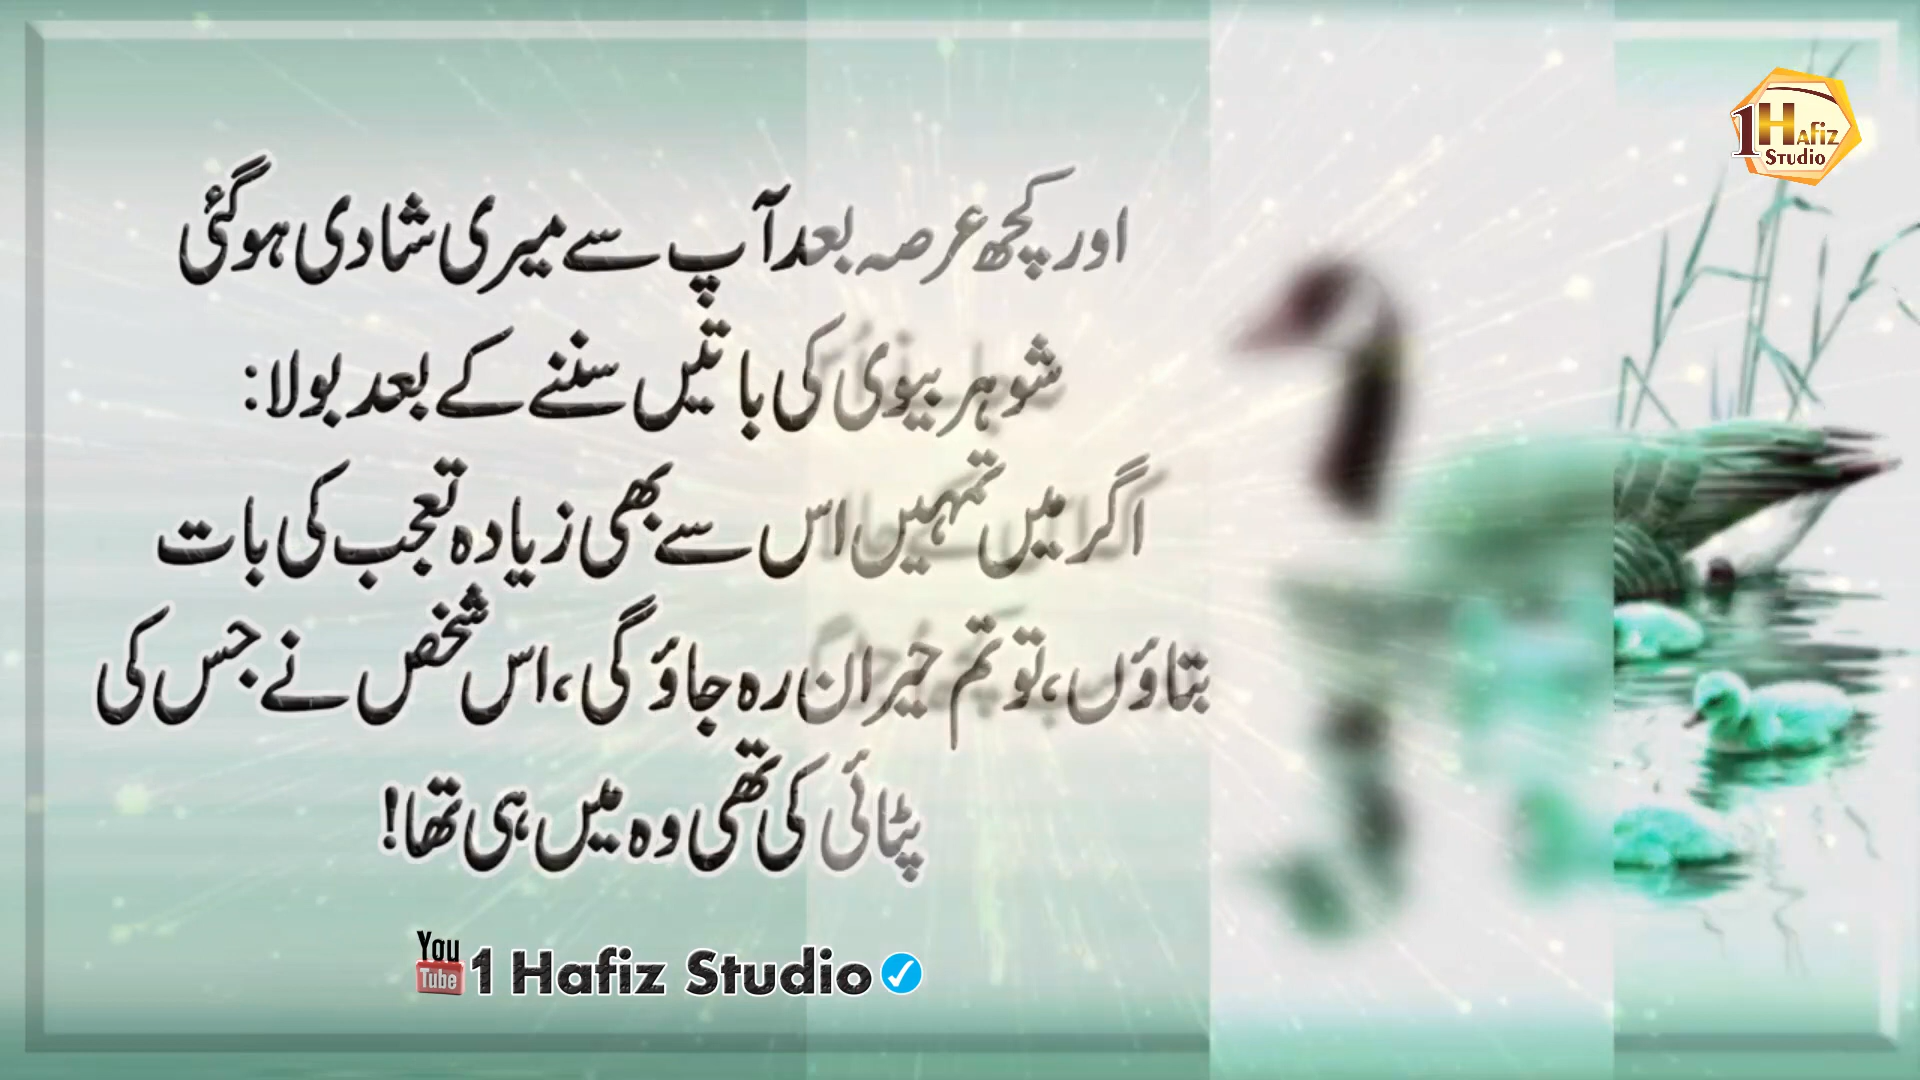 1Hafiz
Studio
اور کچھ عرصہ بعد آپ سے میری شادی ہوگئی
شوہر بیوی کی باتیں سننے کے بعد بولا:
اگر میں تمہیں اس سے بھی زیادہ تعجب کی بات
بتاؤں، تو تم حیران رہ جاؤ گی، اس شخص نے جس کی
پٹائی کی تھی وہ میں ہی تھا!
You Tube 1 Hafiz Studio